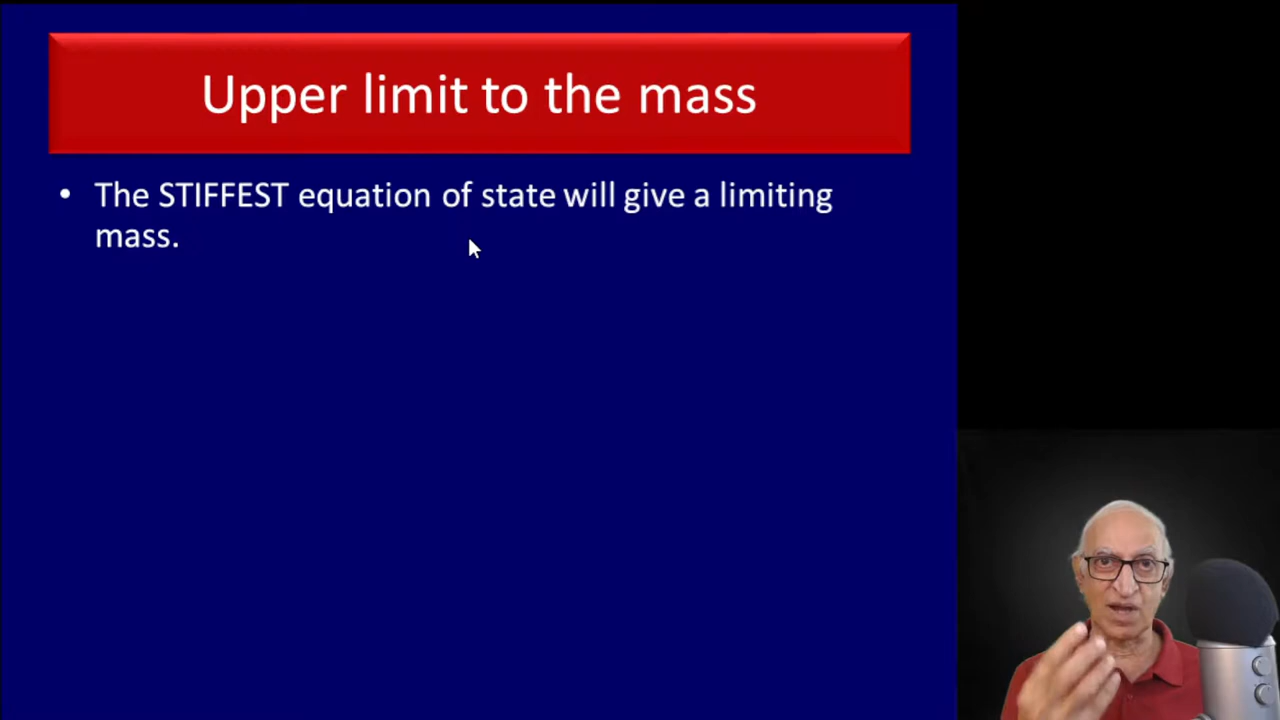 Upper limit to the mass
• The STIFFEST equation of state will give a limiting
mass.